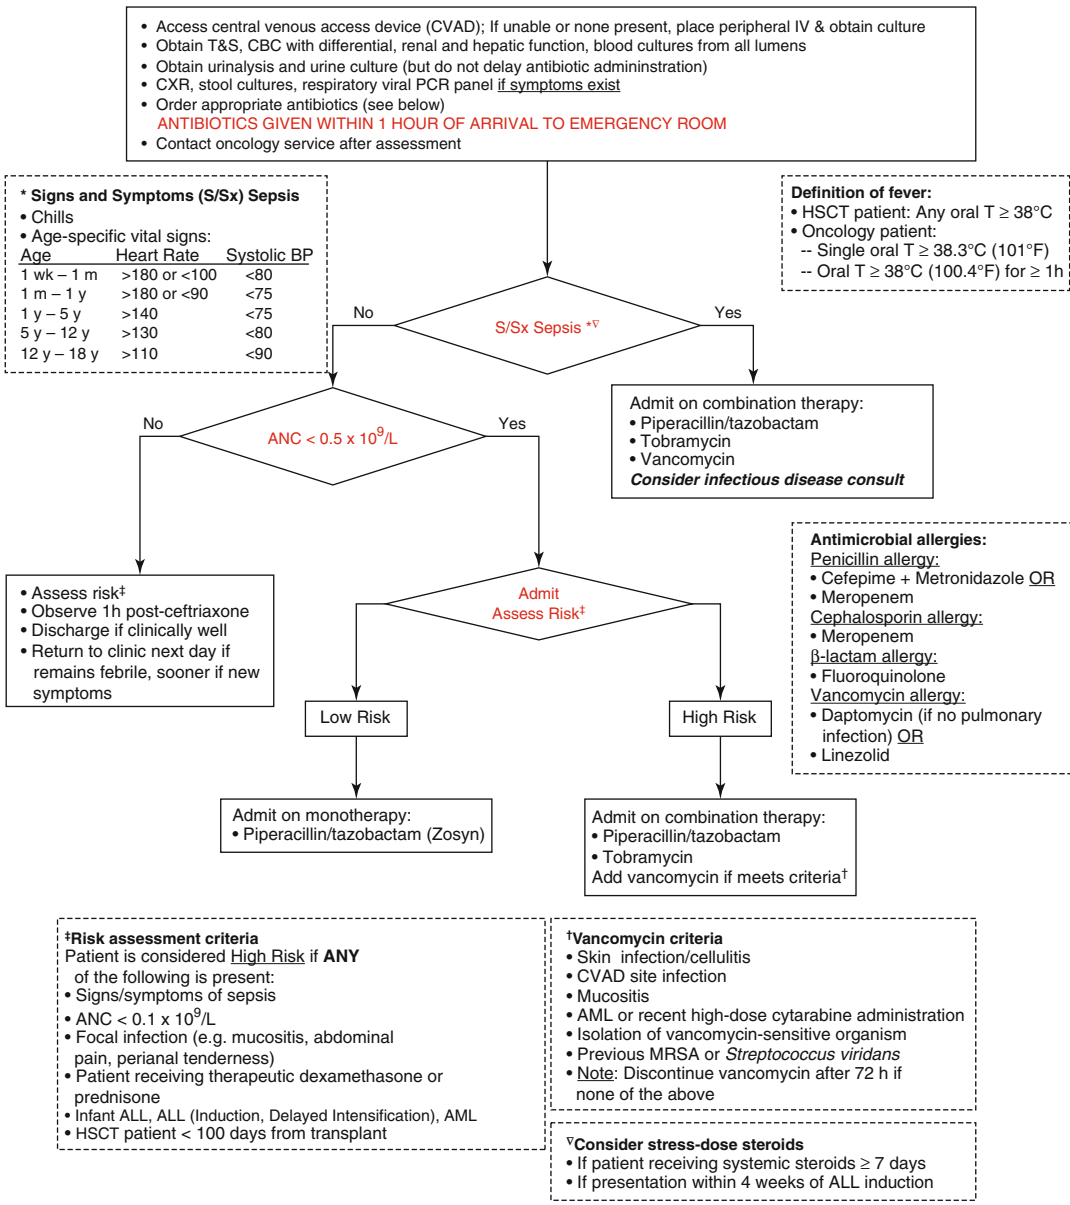 • Access central venous access device (CVAD); If unable or none present, place peripheral IV & obtain culture
• Obtain T&S, CBC with differential, renal and hepatic function, blood cultures from all lumens
• Obtain urinalysis and urine culture (but do not delay antibiotic admininstration)
• CXR, stool cultures, respiratory viral PCR panel if symptoms exist
• Order appropriate antibiotics (see below)
ANTIBIOTICS GIVEN WITHIN 1 HOUR OF ARRIVAL TO EMERGENCY ROOM
• Contact oncology service after assessment
* Signs and Symptoms (S/Sx) Sepsis
• Chills
• Age-specific vital signs:
Age Heart Rate Systolic BP
1 wk – 1 m >180 or <100 <80
1 m – 1 y >180 or <90 <75
1 y – 5 y >140 <75
5 y – 12 y >130 <80
12 y – 18 y >110 <90
Definition of fever:
• HSCT patient: Any oral T ≥ 38°C
• Oncology patient:
-- Single oral T ≥ 38.3°C (101°F)
-- Oral T ≥ 38°C (100.4°F) for ≥ 1h
No
S/Sx Sepsis *∇
Yes
Admit on combination therapy:
• Piperacillin/tazobactam
• Tobramycin
• Vancomycin
Consider infectious disease consult
No
ANC < 0.5 x 10⁹/L
Yes
• Assess risk‡
• Observe 1h post-ceftriaxone
• Discharge if clinically well
• Return to clinic next day if
remains febrile, sooner if new
symptoms
Admit
Assess Risk‡
Antimicrobial allergies:
Penicillin allergy:
• Cefepime + Metronidazole OR
• Meropenem
Cephalosporin allergy:
• Meropenem
β-lactam allergy:
• Fluoroquinolone
Vancomycin allergy:
• Daptomycin (if no pulmonary
infection) OR
• Linezolid
Low Risk
High Risk
Admit on monotherapy:
• Piperacillin/tazobactam (Zosyn)
Admit on combination therapy:
• Piperacillin/tazobactam
• Tobramycin
Add vancomycin if meets criteria†
‡Risk assessment criteria
Patient is considered High Risk if ANY
of the following is present:
• Signs/symptoms of sepsis
• ANC < 0.1 x 10⁹/L
• Focal infection (e.g. mucositis, abdominal
pain, perianal tenderness)
• Patient receiving therapeutic dexamethasone or
prednisone
• Infant ALL, ALL (Induction, Delayed Intensification), AML
• HSCT patient < 100 days from transplant
†Vancomycin criteria
• Skin infection/cellulitis
• CVAD site infection
• Mucositis
• AML or recent high-dose cytarabine administration
• Isolation of vancomycin-sensitive organism
• Previous MRSA or Streptococcus viridans
• Note: Discontinue vancomycin after 72 h if
none of the above
∇Consider stress-dose steroids
• If patient receiving systemic steroids ≥ 7 days
• If presentation within 4 weeks of ALL induction